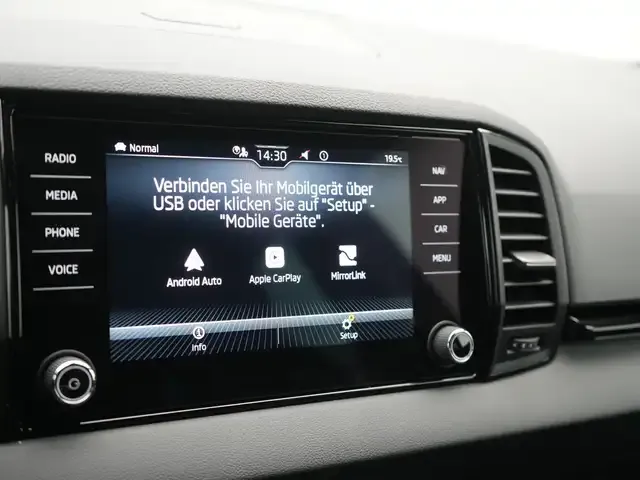 RADIO
MEDIA
PHONE
VOICE
Normal
14:30
19.5°C
Verbinden Sie Ihr Mobilgerät über
USB oder klicken Sie auf "Setup" -
"Mobile Geräte".
Android Auto
Apple CarPlay
MirrorLink
Info
Setup
NAV
APP
CAR
MENU